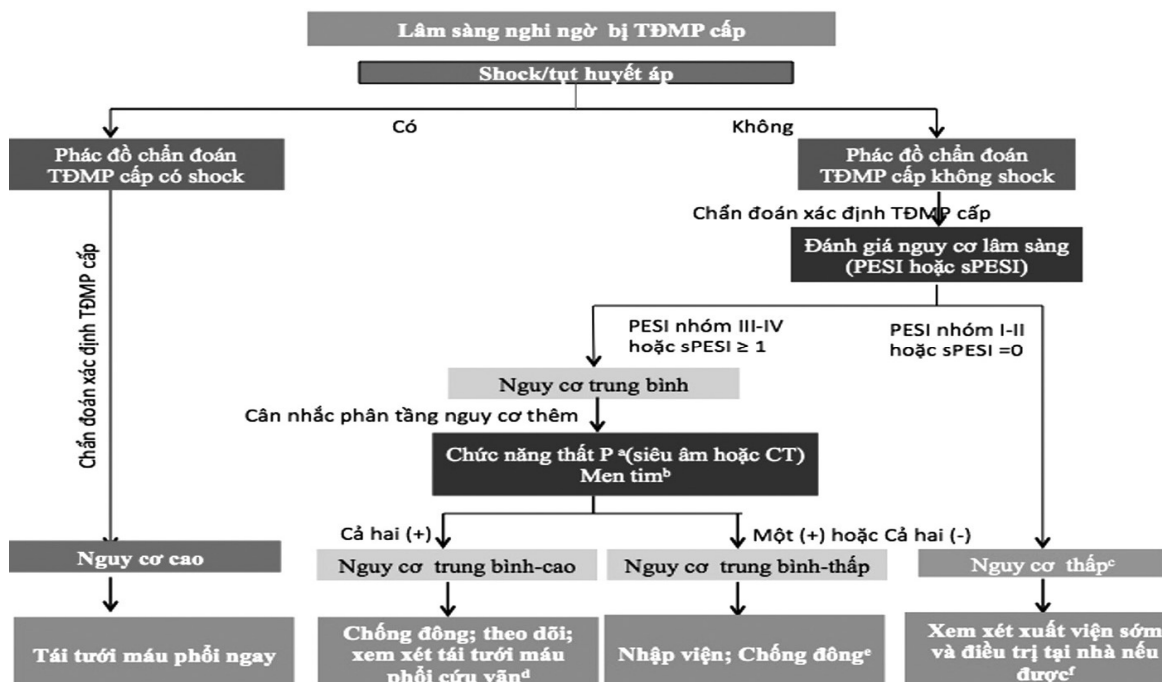 Lâm sàng nghi ngờ bị TĐMP cấp
Shock/tụt huyết áp
Có
Không
Phác đồ chẩn đoán
TĐMP cấp có shock
Phác đồ chẩn đoán
TĐMP cấp không shock
Chẩn đoán xác định TĐMP cấp
Đánh giá nguy cơ lâm sàng
(PESI hoặc sPESI)
Chẩn đoán xác định TĐMP cấp
PESI nhóm III-IV
hoặc sPESI ≥ 1
PESI nhóm I-II
hoặc sPESI =0
Nguy cơ trung bình
Cân nhắc phân tầng nguy cơ thêm
Chức năng thất P ᵃ(siêu âm hoặc CT)
Men timᵇ
Cả hai (+)
Một (+) hoặc Cả hai (-)
Nguy cơ cao
Nguy cơ trung bình-cao
Nguy cơ trung bình-thấp
Nguy cơ thấpᶜ
Tái tưới máu phổi ngay
Chống đông; theo dõi;
xem xét tái tưới máu
phổi cứu vãnᵈ
Nhập viện; Chống đôngᵉ
Xem xét xuất viện sớm
và điều trị tại nhà nếu
đượcᶠ